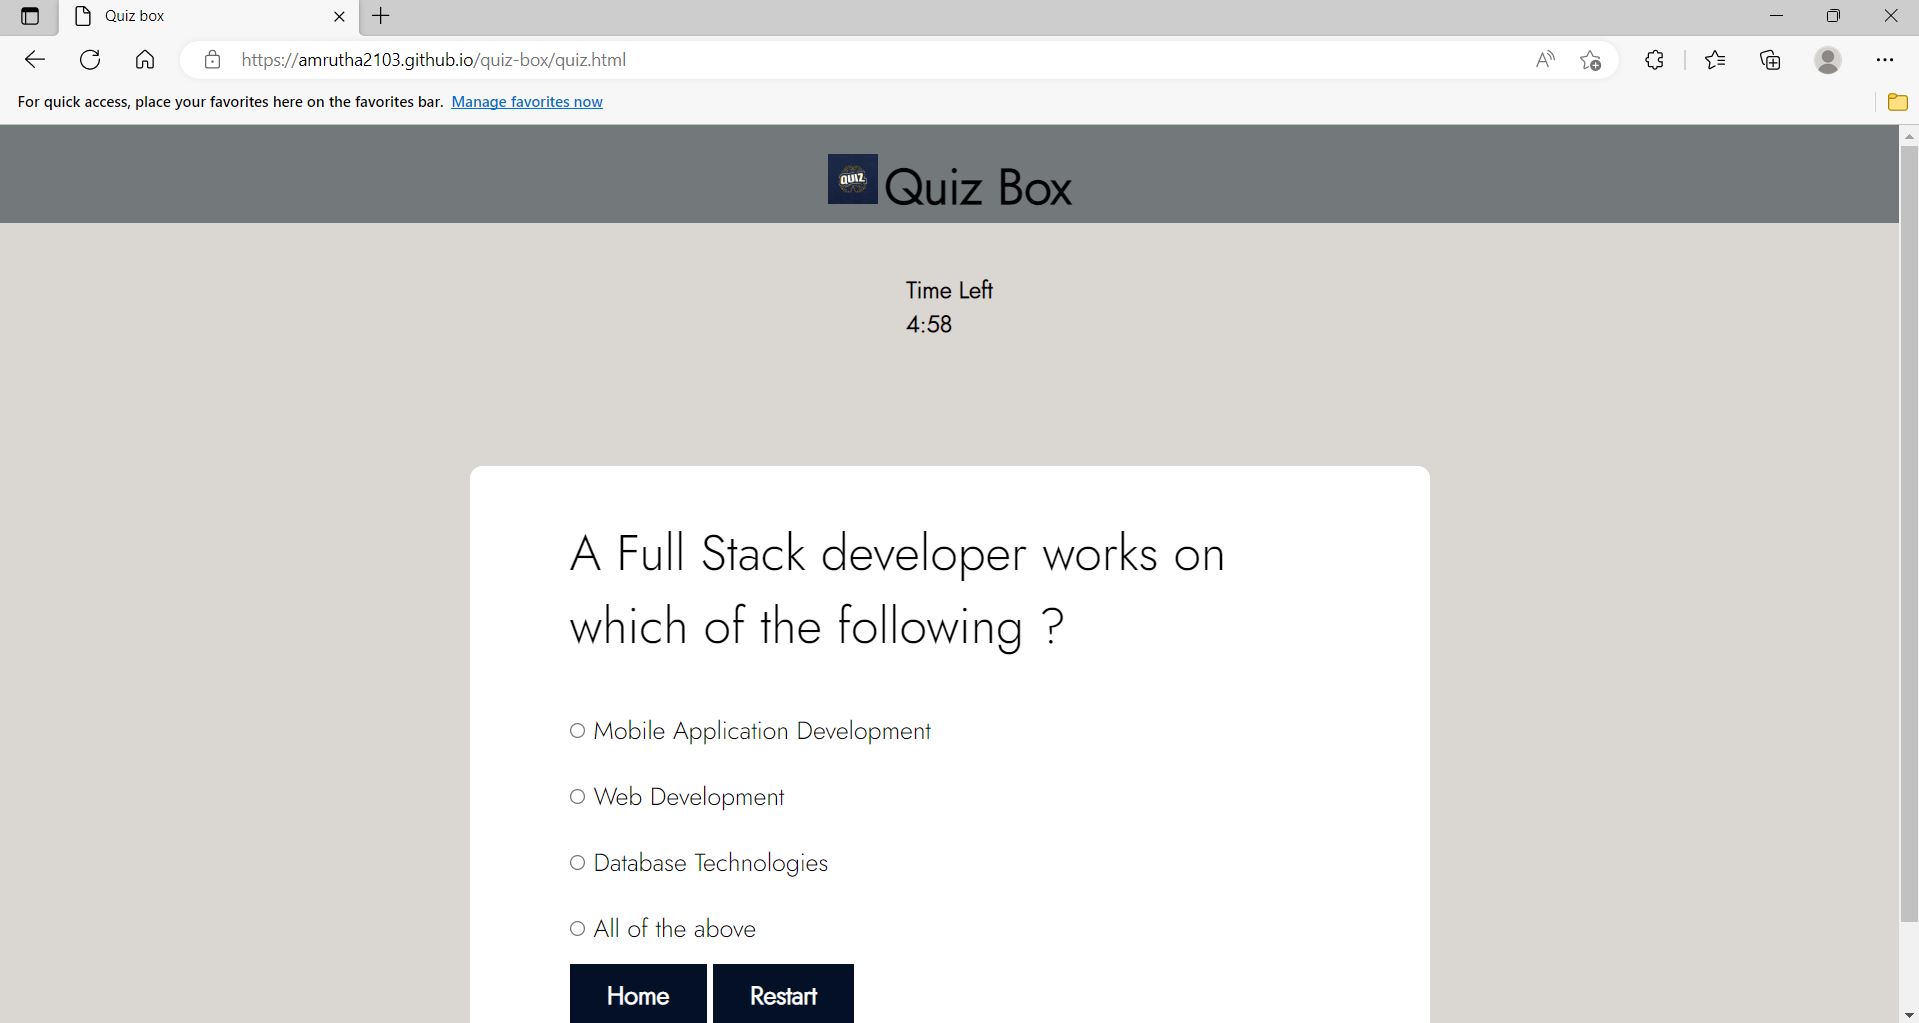 Quiz box
https://amrutha2103.github.io/quiz-box/quiz.html
For quick access, place your favorites here on the favorites bar. Manage favorites now
QUIZ Quiz Box
Time Left
4:58
A Full Stack developer works on
which of the following ?
Mobile Application Development
Web Development
Database Technologies
All of the above
Home Restart